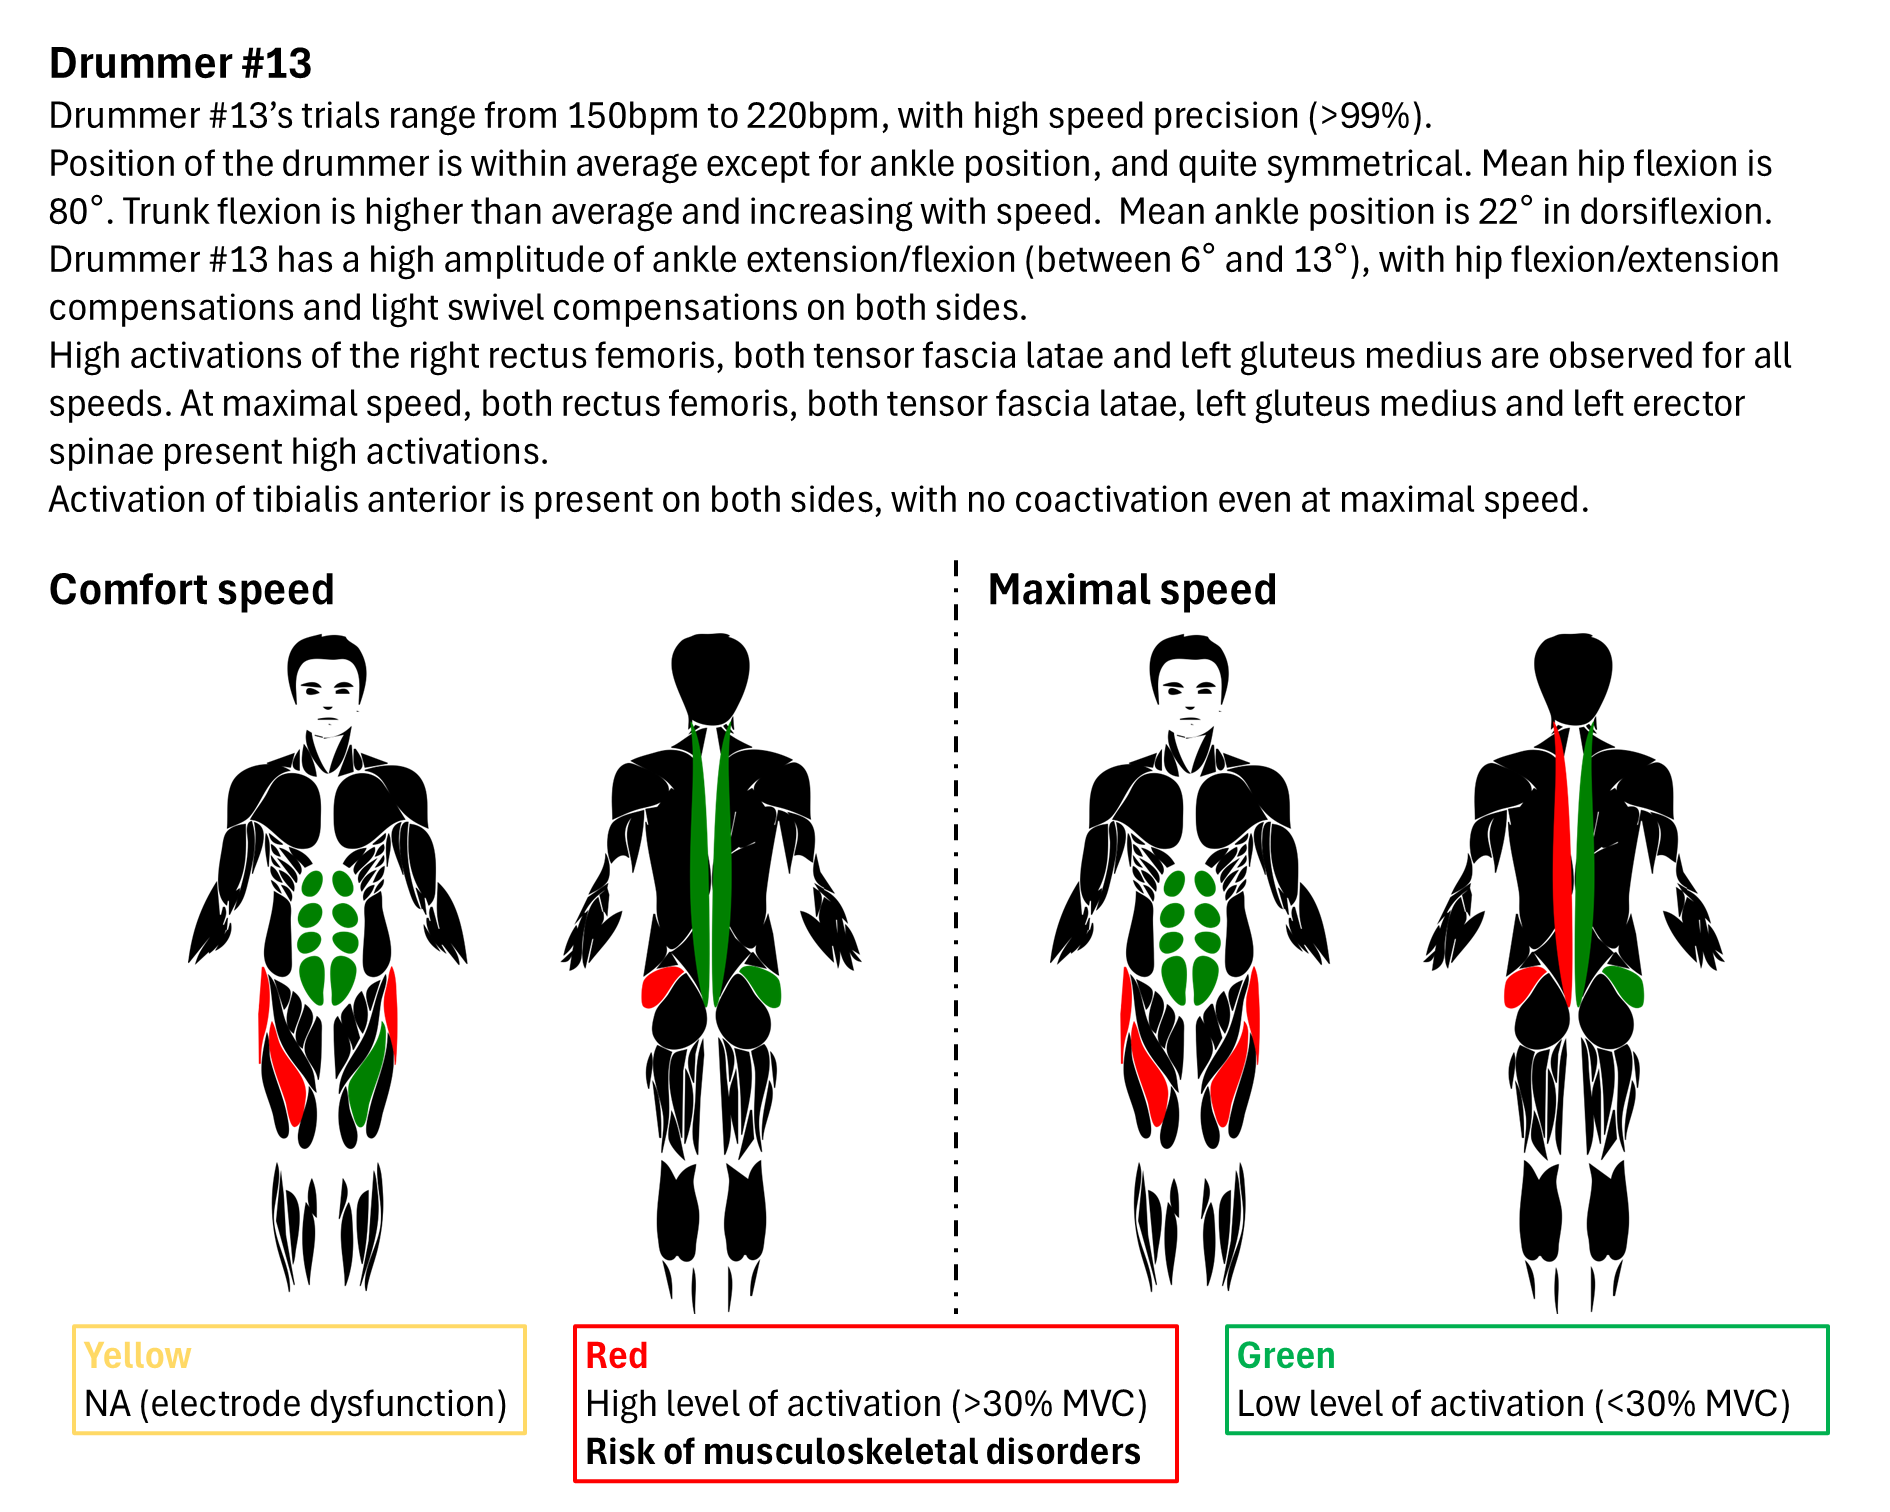 Drummer #13
Drummer #13’s trials range from 150bpm to 220bpm, with high speed precision (>99%).
Position of the drummer is within average except for ankle position, and quite symmetrical. Mean hip flexion is
80°. Trunk flexion is higher than average and increasing with speed.  Mean ankle position is 22° in dorsiflexion.
Drummer #13 has a high amplitude of ankle extension/flexion (between 6° and 13°), with hip flexion/extension
compensations and light swivel compensations on both sides.
High activations of the right rectus femoris, both tensor fascia latae and left gluteus medius are observed for all
speeds. At maximal speed, both rectus femoris, both tensor fascia latae, left gluteus medius and left erector
spinae present high activations.
Activation of tibialis anterior is present on both sides, with no coactivation even at maximal speed.
Comfort speed
Maximal speed
Yellow
NA (electrode dysfunction)
Red
High level of activation (>30% MVC)
Risk of musculoskeletal disorders
Green
Low level of activation (<30% MVC)